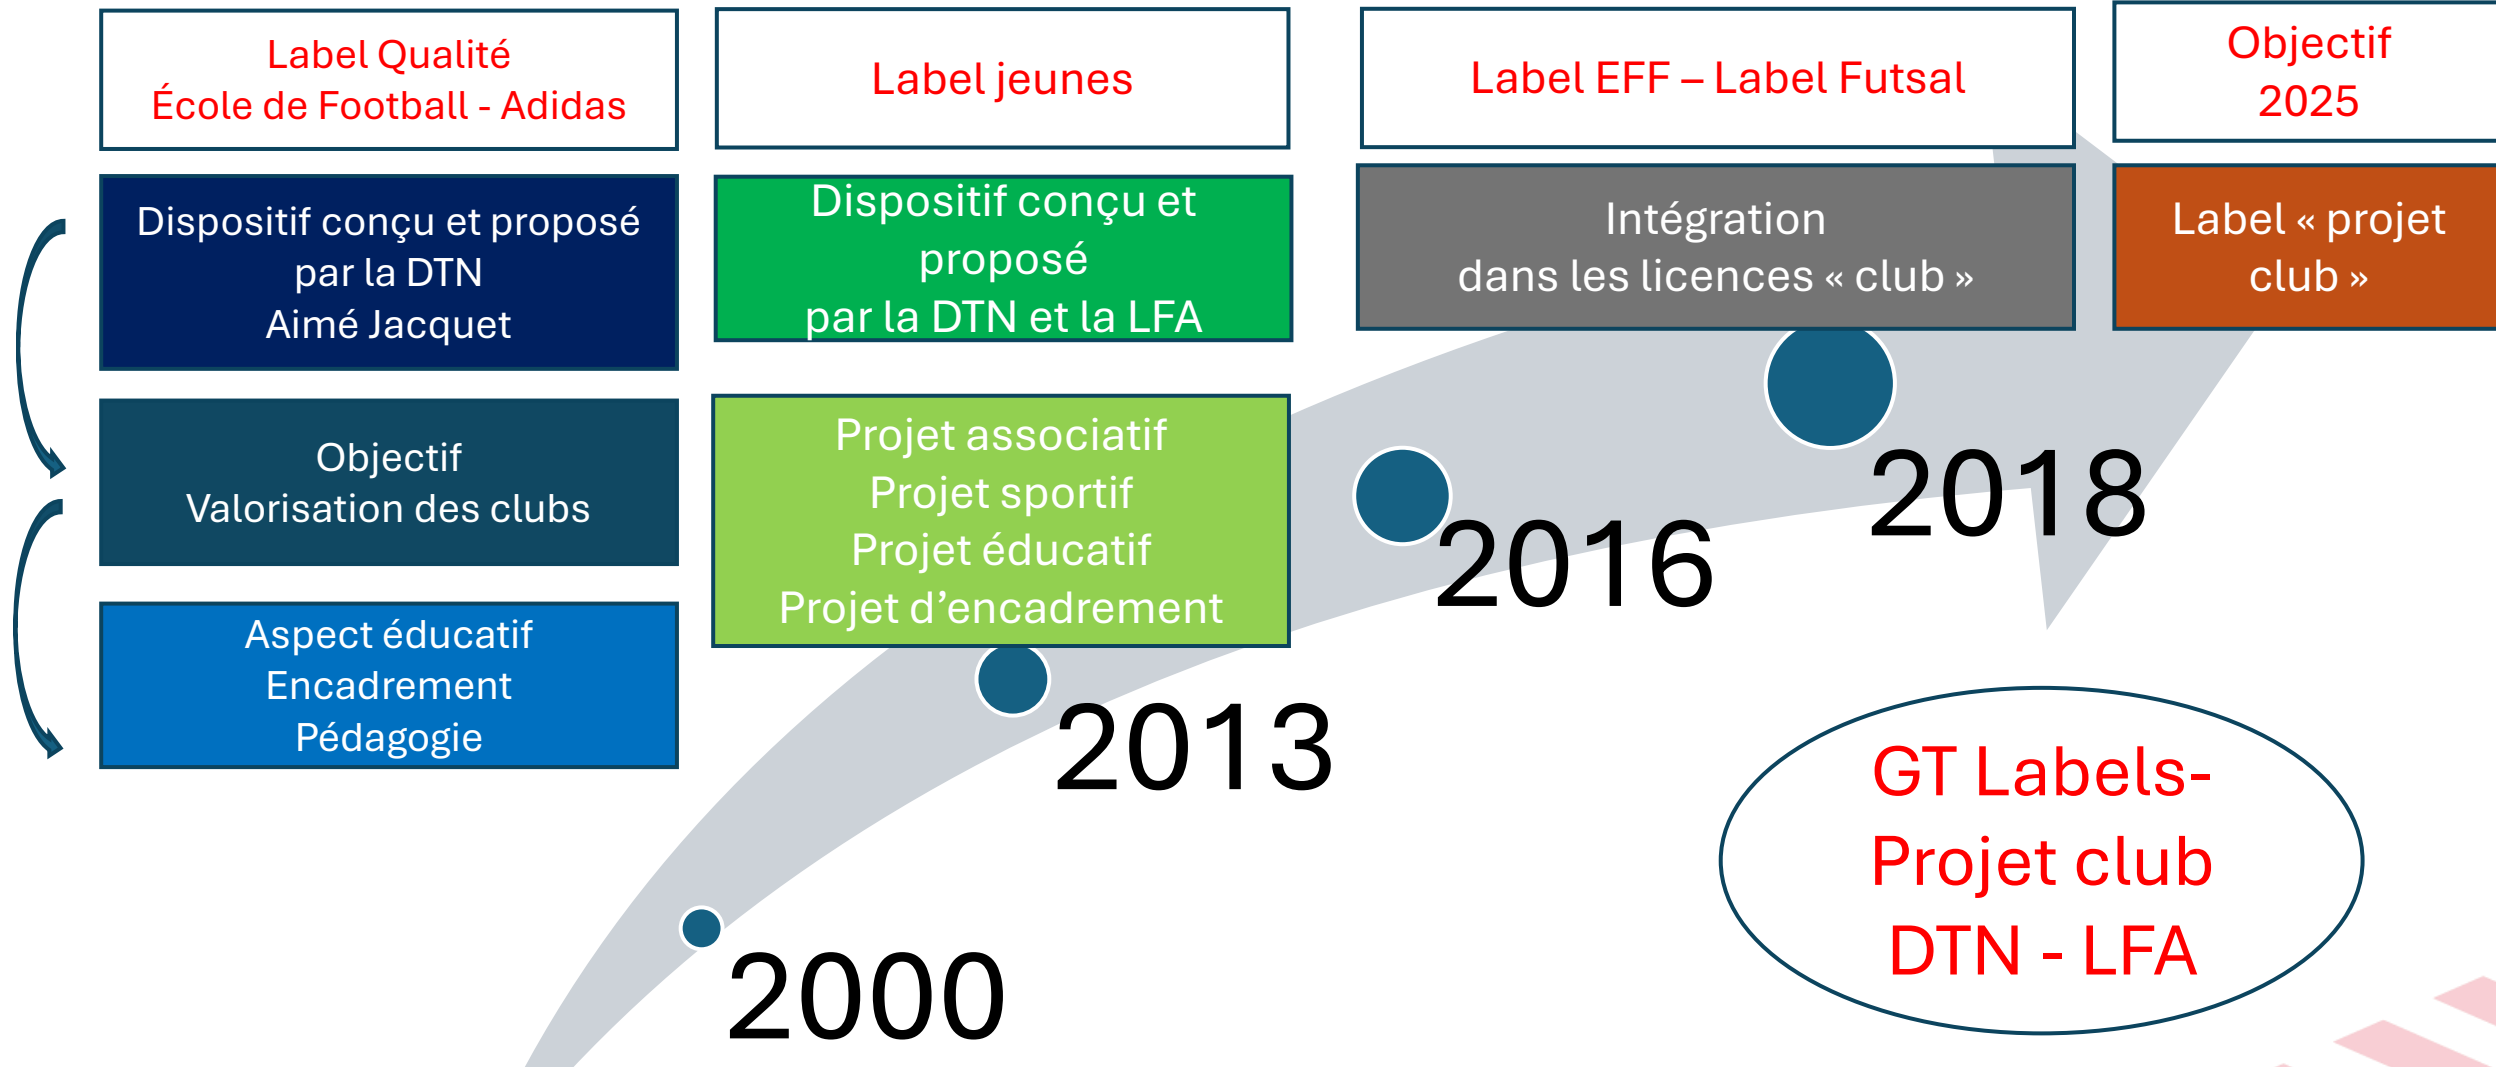 Label Qualité
École de Football - Adidas
Dispositif conçu et proposé
par la DTN
Aimé Jacquet
Objectif
Valorisation des clubs
Aspect éducatif
Encadrement
Pédagogie
Label jeunes
Dispositif conçu et
proposé
par la DTN et la LFA
Projet associatif
Projet sportif
Projet éducatif
Projet d’encadrement
Label EFF – Label Futsal
Intégration
dans les licences « club »
Objectif
2025
Label « projet
club »
2000
2013
2016
2018
GT Labels-
Projet club
DTN - LFA